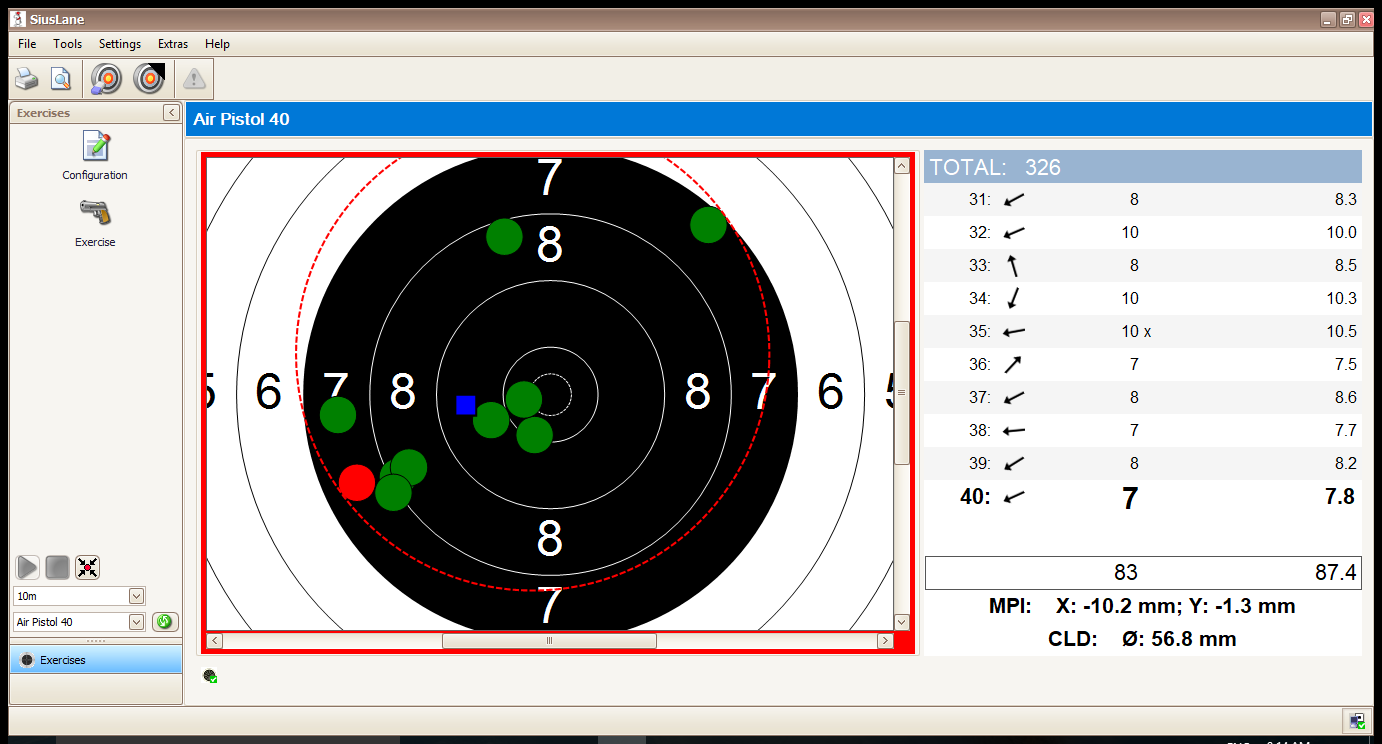 SiusLane
File Tools Settings Extras Help
Exercises
Configuration
Exercise
10m
Air Pistol 40
Exercises
Air Pistol 40
7
8
6 7 8 8 7 6
8
7
TOTAL: 326
31: 8 8.3
32: 10 10.0
33: 8 8.5
34: 10 10.3
35: 10 x 10.5
36: 7 7.5
37: 8 8.6
38: 7 7.7
39: 8 8.2
40: 7 7.8
83 87.4
MPI: X: -10.2 mm; Y: -1.3 mm
CLD: Ø: 56.8 mm